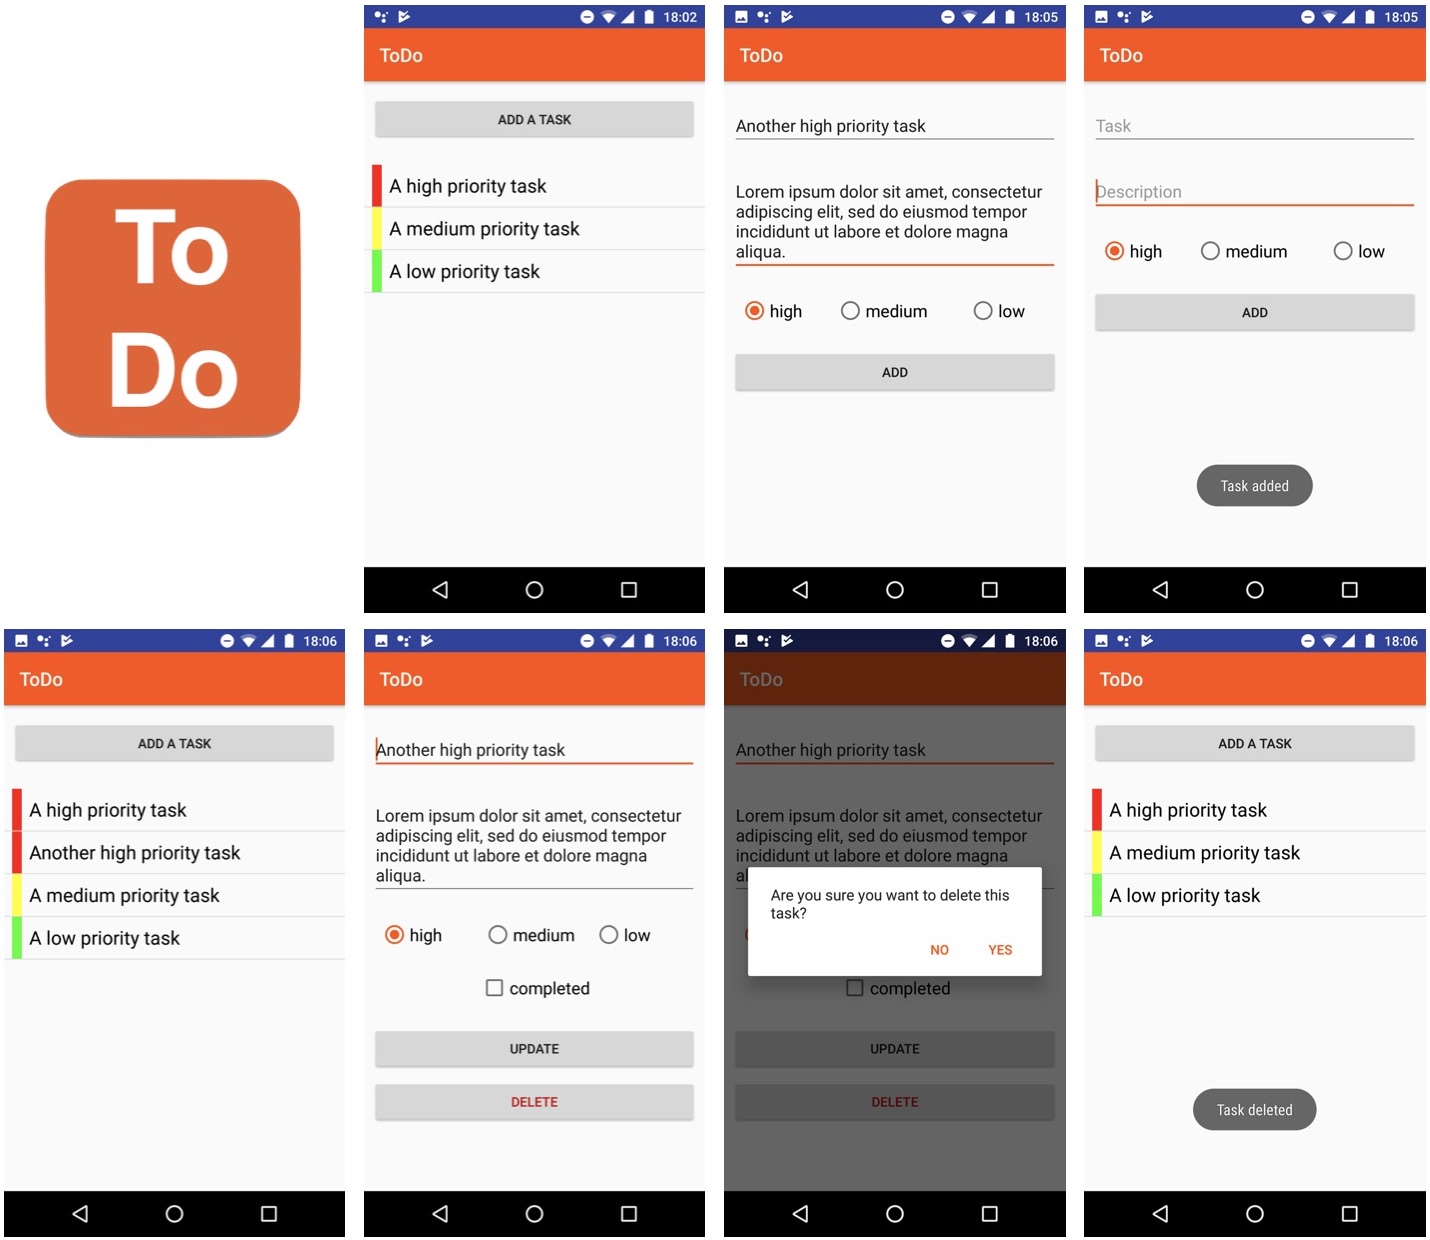 To
Do
18:02
ToDo
ADD A TASK
A high priority task
A medium priority task
A low priority task
18:05
ToDo
Another high priority task
Lorem ipsum dolor sit amet, consectetur
adipiscing elit, sed do eiusmod tempor
incididunt ut labore et dolore magna
aliqua.
high medium low
ADD
18:05
ToDo
Task
Description
high medium low
ADD
Task added
18:06
ToDo
ADD A TASK
A high priority task
Another high priority task
A medium priority task
A low priority task
18:06
ToDo
Another high priority task
Lorem ipsum dolor sit amet, consectetur
adipiscing elit, sed do eiusmod tempor
incididunt ut labore et dolore magna
aliqua.
high medium low
completed
UPDATE
DELETE
18:06
ToDo
Another high priority task
Lorem ipsum dolor sit amet, consectetur
adipiscing elit, sed do eiusmod tempor
incididunt ut labore et dolore magna
al
Are you sure you want to delete this
task?
NO YES
completed
UPDATE
DELETE
18:06
ToDo
ADD A TASK
A high priority task
A medium priority task
A low priority task
Task deleted